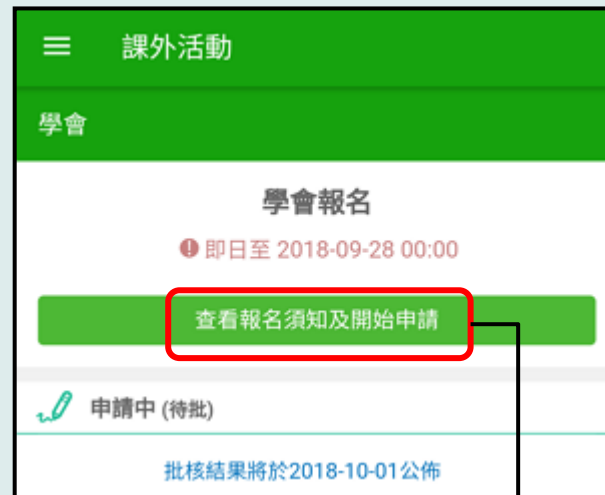 課外活動
學會
學會報名
即日至 2018-09-28 00:00
查看報名須知及開始申請
申請中 (待批)
批核結果將於2018-10-01公佈